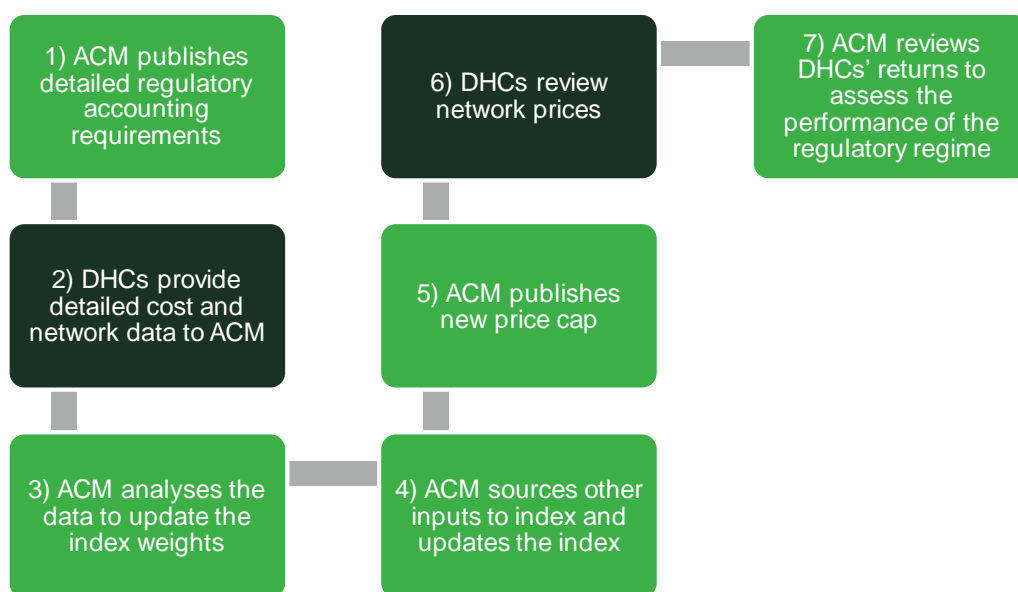 1) ACM publishes
detailed regulatory
accounting
requirements
2) DHCs provide
detailed cost and
network data to ACM
3) ACM analyses the
data to update the
index weights
4) ACM sources other
inputs to index and
updates the index
5) ACM publishes
new price cap
6) DHCs review
network prices
7) ACM reviews
DHCs’ returns to
assess the
performance of the
regulatory regime